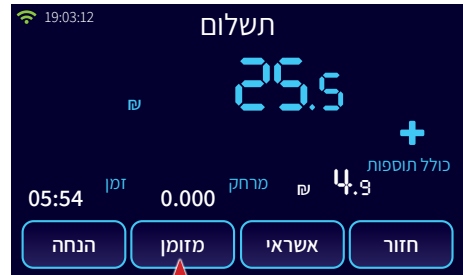 19:03:12
תשלום
25.5
₪
+
כולל תוספות
4.9 ₪
מרחק 0.000
זמן 05:54
חזור
אשראי
מזומן
הנחה